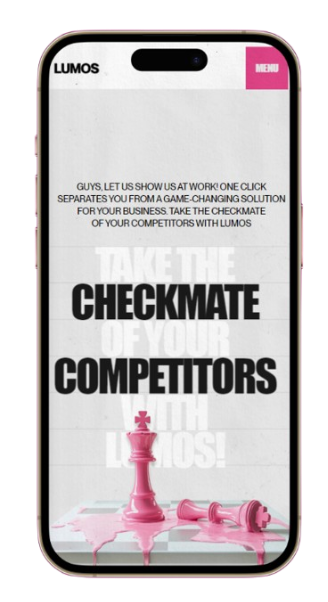 LUMOS
MENU
GUYS, LET US SHOW US AT WORK! ONE CLICK
SEPARATES YOU FROM A GAME-CHANGING SOLUTION
FOR YOUR BUSINESS. TAKE THE CHECKMATE
OF YOUR COMPETITORS WITH LUMOS
TAKE THE
CHECKMATE
OF YOUR
COMPETITORS
WITH
LUMOS!